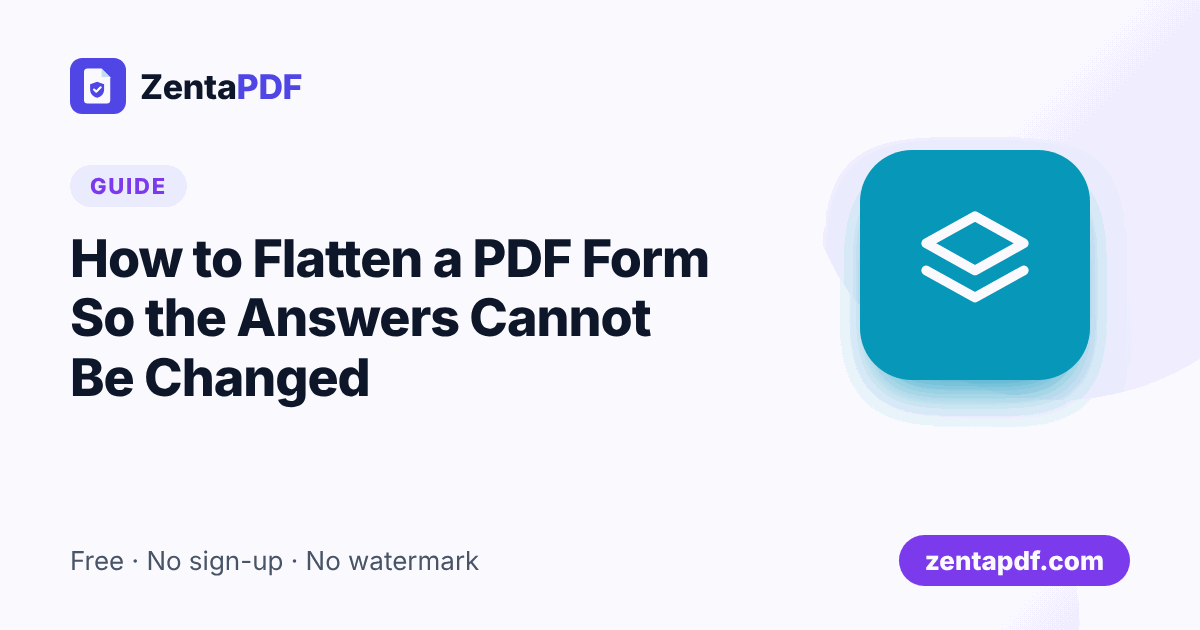 ZentaPDF
GUIDE
How to Flatten a PDF Form
So the Answers Cannot
Be Changed
Free · No sign-up · No watermark
zentapdf.com